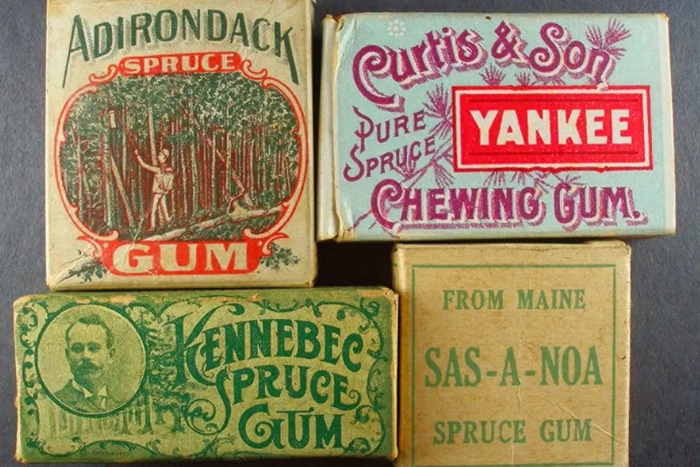 ADIRONDACK
SPRUCE
GUM
Curtis & Son
PURE
SPRUCE
YANKEE
CHEWING GUM.
KENNEBEC
SPRUCE
GUM
FROM MAINE
SAS-A-NOA
SPRUCE GUM